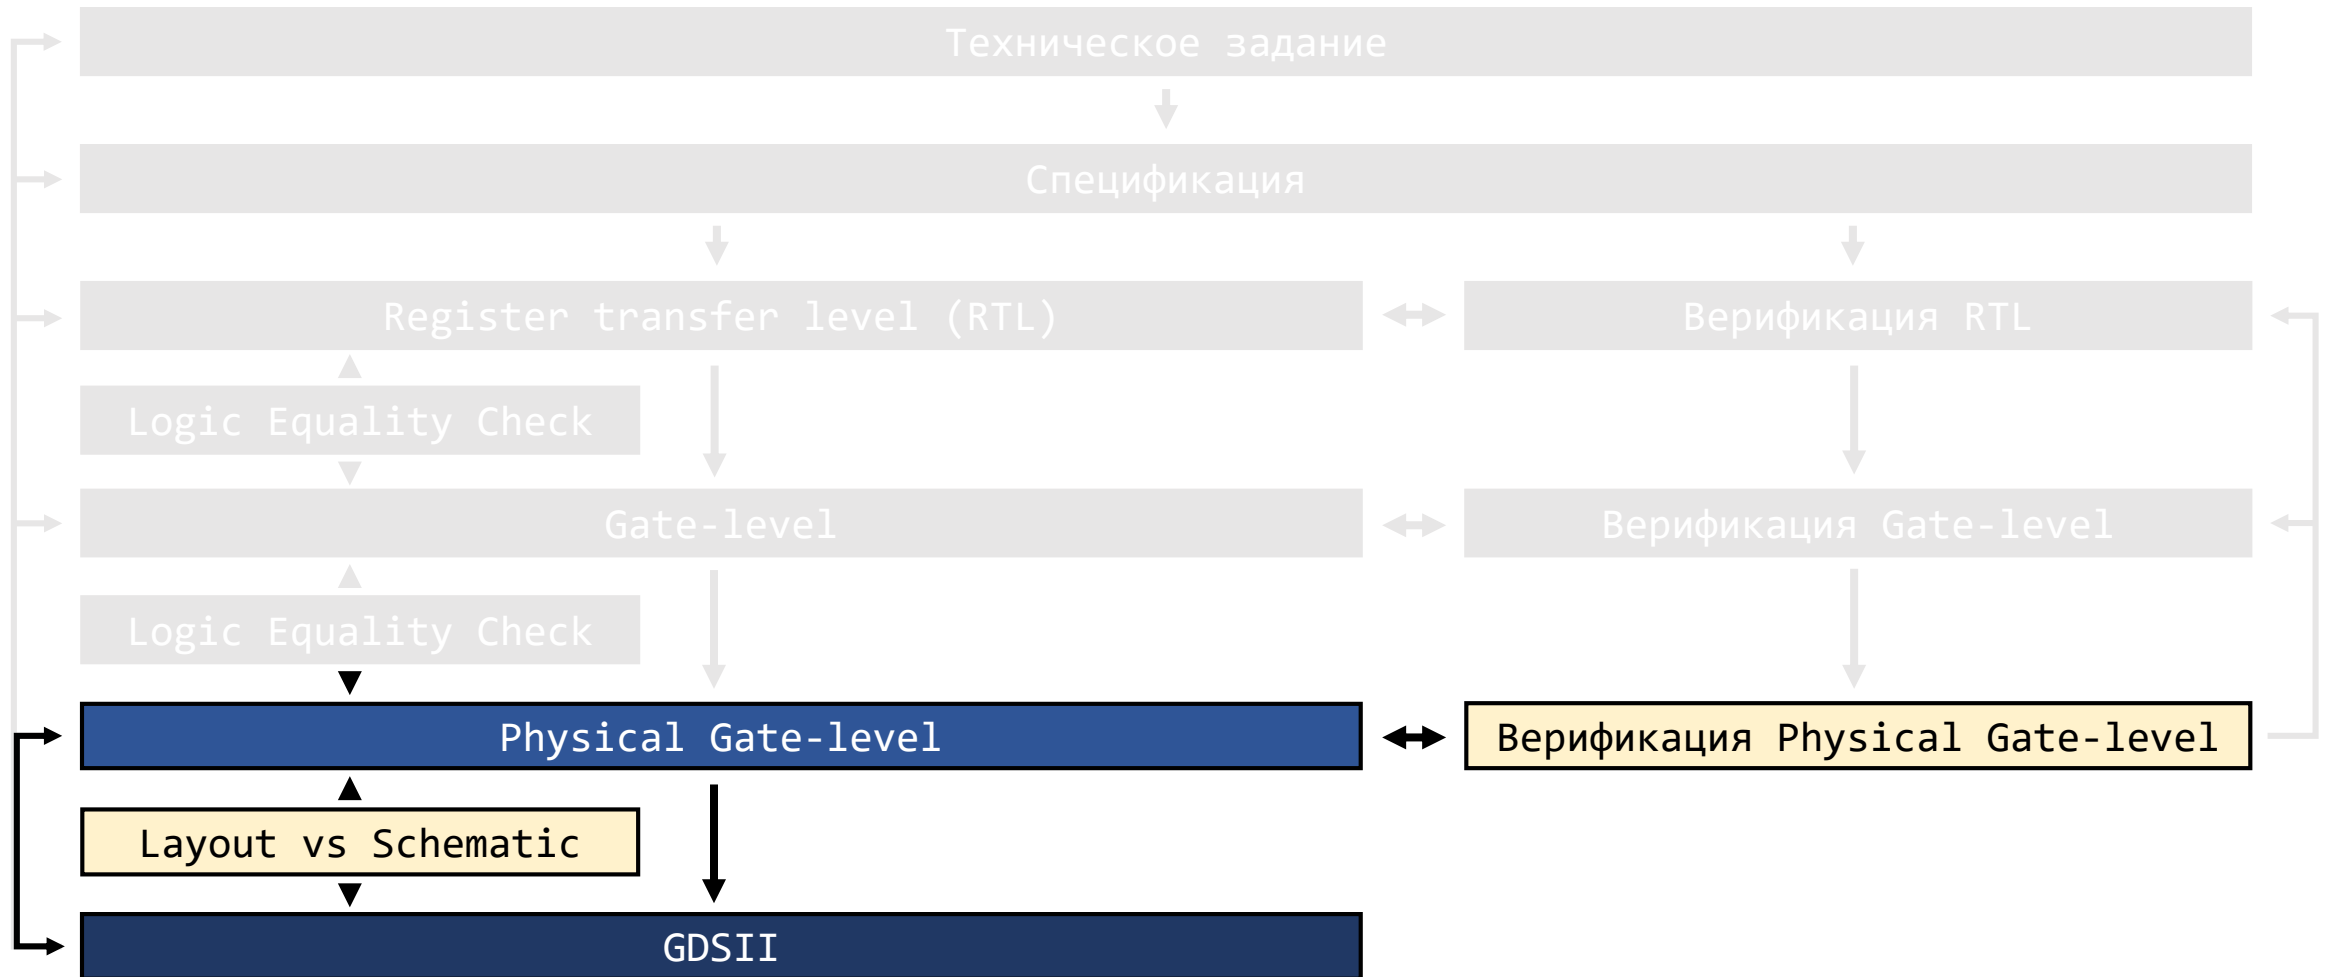 Техническое задание
Спецификация
Register transfer level (RTL)
Верификация RTL
Logic Equality Check
Gate-level
Верификация Gate-level
Logic Equality Check
Physical Gate-level
Верификация Physical Gate-level
Layout vs Schematic
GDSII